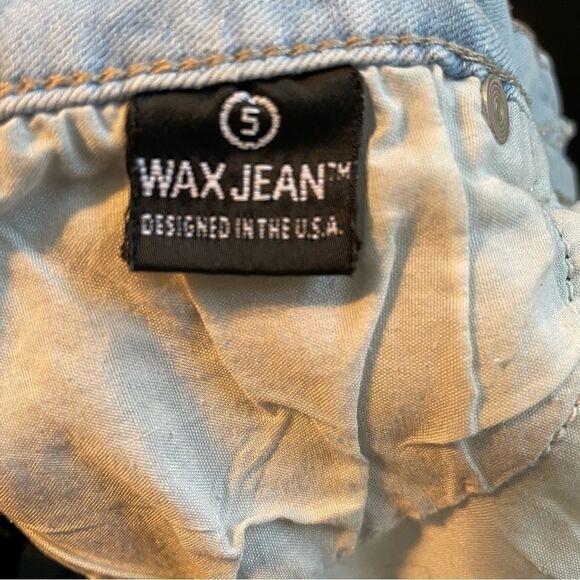 5
WAX JEAN™
DESIGNED IN THE U.S.A.